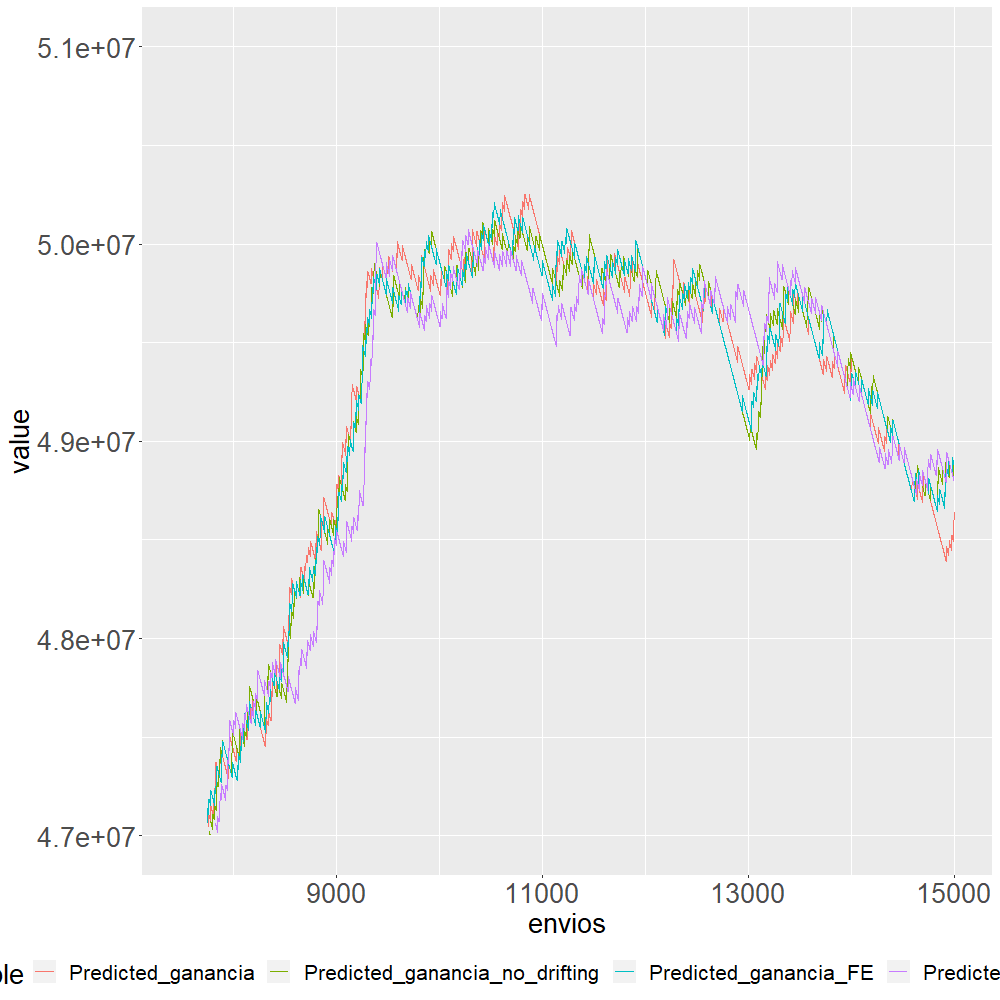 5.1e+07
5.0e+07
4.9e+07
4.8e+07
4.7e+07
value
9000 11000 13000 15000
envios
ble Predicted_ganancia Predicted_ganancia_no_drifting Predicted_ganancia_FE Predicte